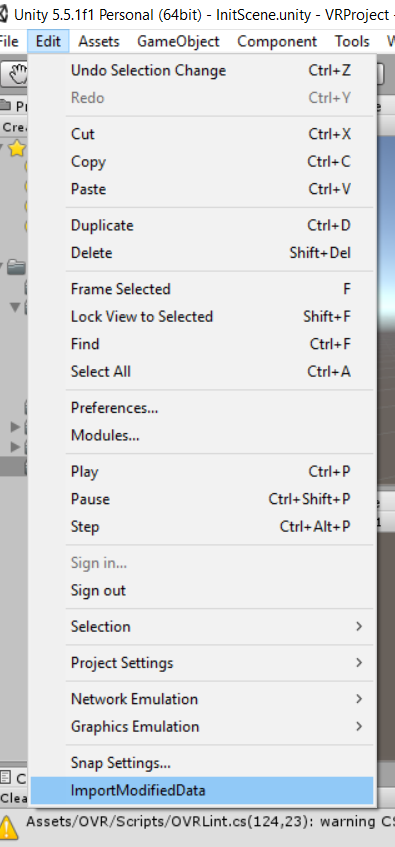 Unity 5.5.1f1 Personal (64bit) - InitScene.unity - VRProject -
File Edit Assets GameObject Component Tools W
Undo Selection Change Ctrl+Z
Redo Ctrl+Y
Cut Ctrl+X
Copy Ctrl+C
Paste Ctrl+V
Duplicate Ctrl+D
Delete Shift+Del
Frame Selected F
Lock View to Selected Shift+F
Find Ctrl+F
Select All Ctrl+A
Preferences...
Modules...
Play Ctrl+P
Pause Ctrl+Shift+P
Step Ctrl+Alt+P
Sign in...
Sign out
Selection
Project Settings
Network Emulation
Graphics Emulation
Snap Settings...
ImportModifiedData
Clea
Assets/OVR/Scripts/OVRLint.cs(124,23): warning CS